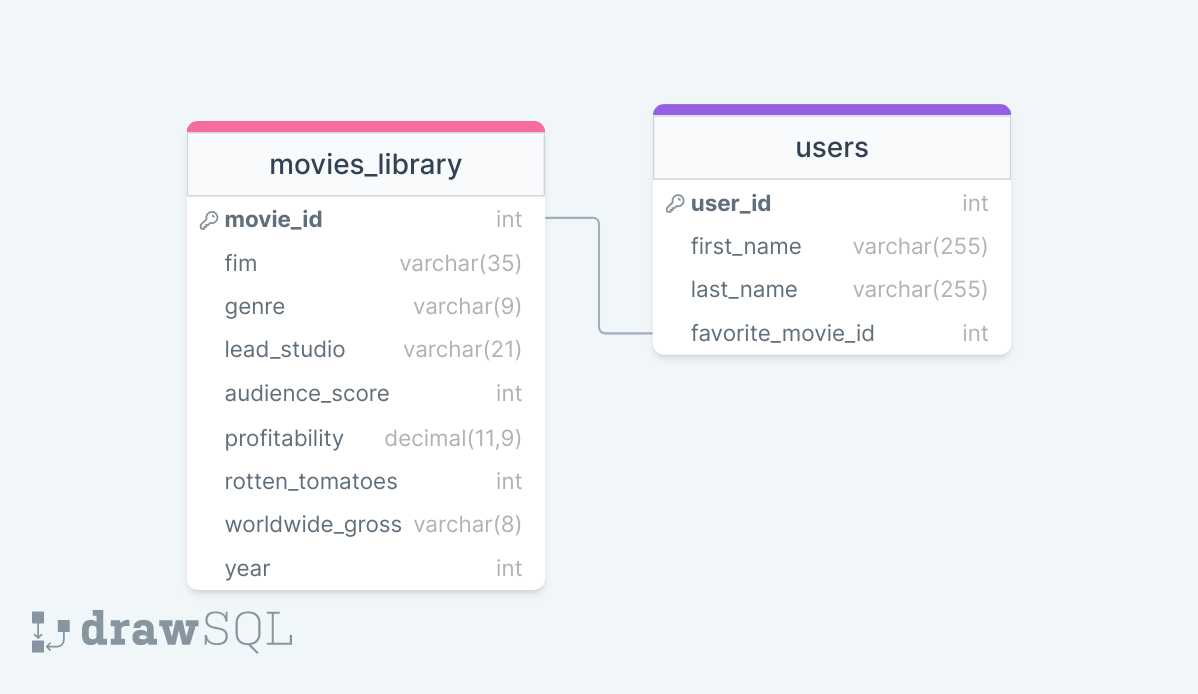 movies_library
movie_id int
fim varchar(35)
genre varchar(9)
lead_studio varchar(21)
audience_score int
profitability decimal(11,9)
rotten_tomatoes int
worldwide_gross varchar(8)
year int
users
user_id int
first_name varchar(255)
last_name varchar(255)
favorite_movie_id int
drawSQL